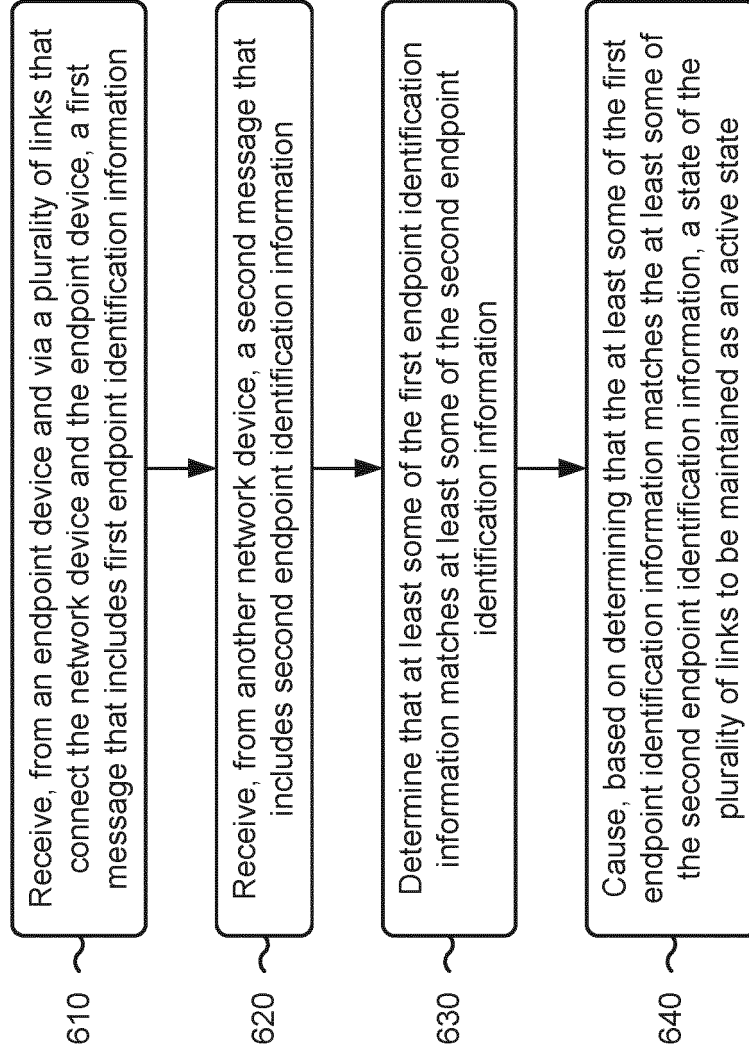 610
Receive, from an endpoint device and via a plurality of links that
connect the network device and the endpoint device, a first
message that includes first endpoint identification information
620
Receive, from another network device, a second message that
includes second endpoint identification information
630
Determine that at least some of the first endpoint identification
information matches at least some of the second endpoint
identification information
640
Cause, based on determining that the at least some of the first
endpoint identification information matches the at least some of
the second endpoint identification information, a state of the
plurality of links to be maintained as an active state